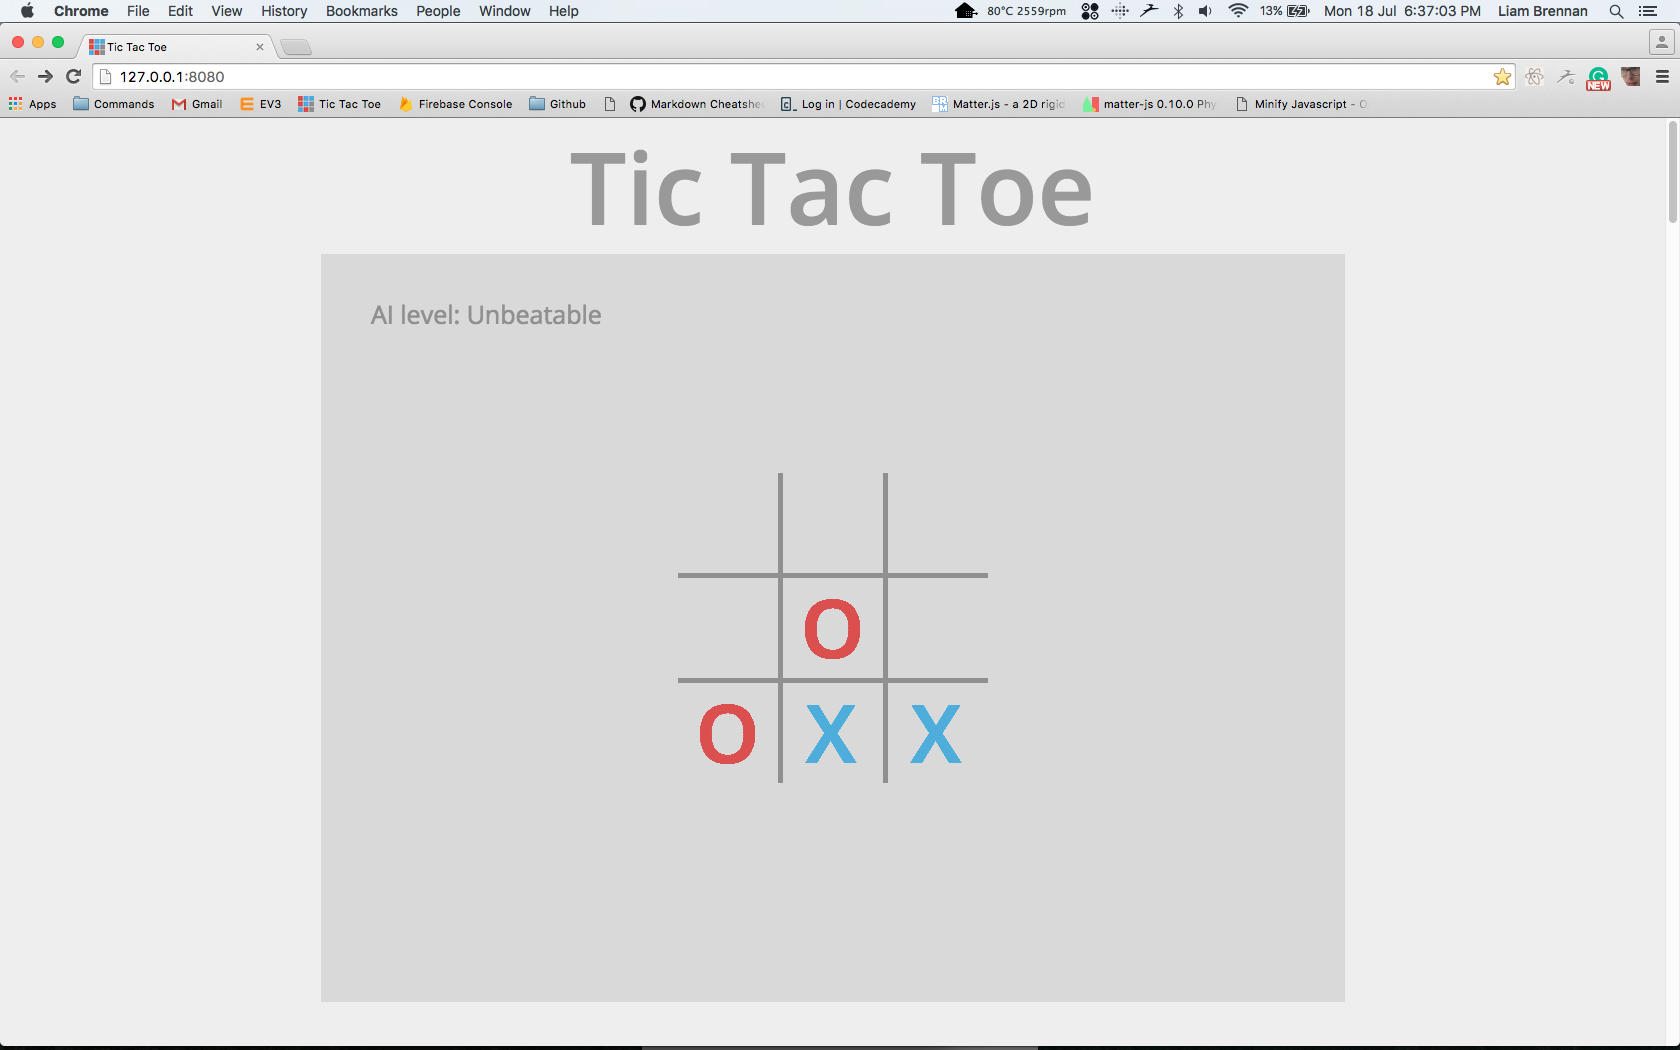 Chrome File Edit View History Bookmarks People Window Help 80°C 2559rpm 13% Mon 18 Jul 6:37:03 PM Liam Brennan
Tic Tac Toe
127.0.0.1:8080
NEW
Apps Commands Gmail EV3 Tic Tac Toe Firebase Console Github Markdown Cheatshee Log in | Codecademy Matter.js - a 2D rigid matter-js 0.10.0 Phy Minify Javascript - O
Tic Tac Toe
AI level: Unbeatable
O
O X X